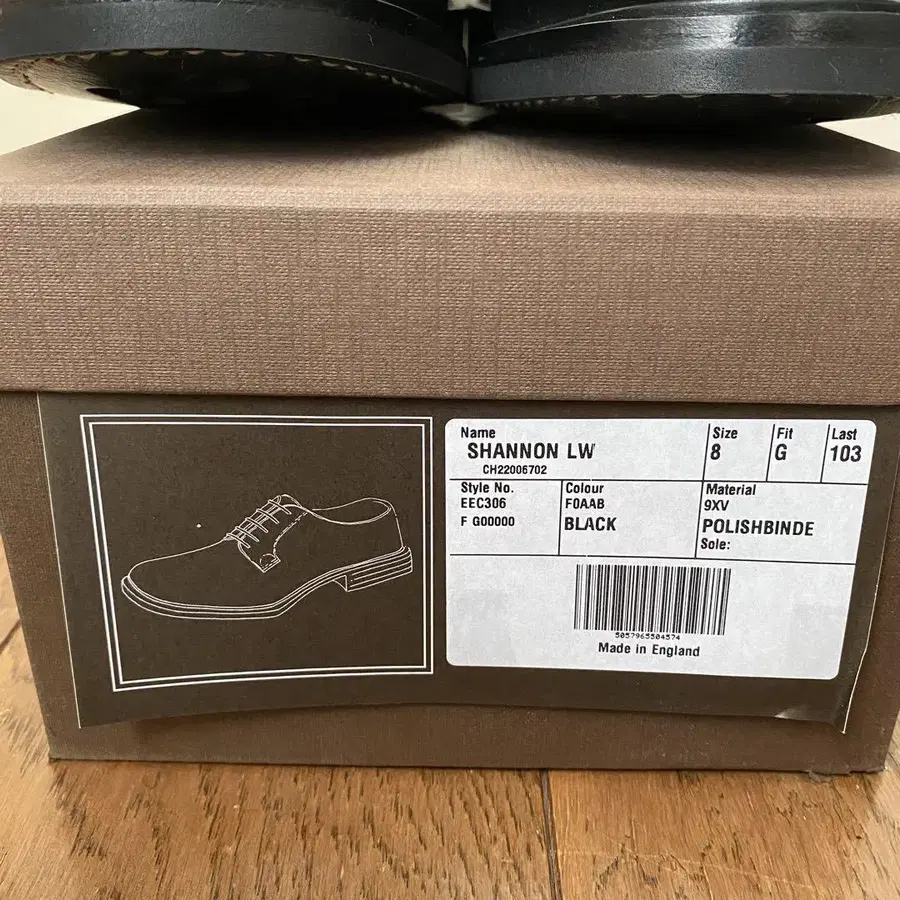 Name
SHANNON LW
CH22006702
Size
8
Fit
G
Last
103
Style No.
EEC306
F G00000
Colour
F0AAB
BLACK
Material
9XV
POLISHBINDE
Sole:
5057965504574
Made in England